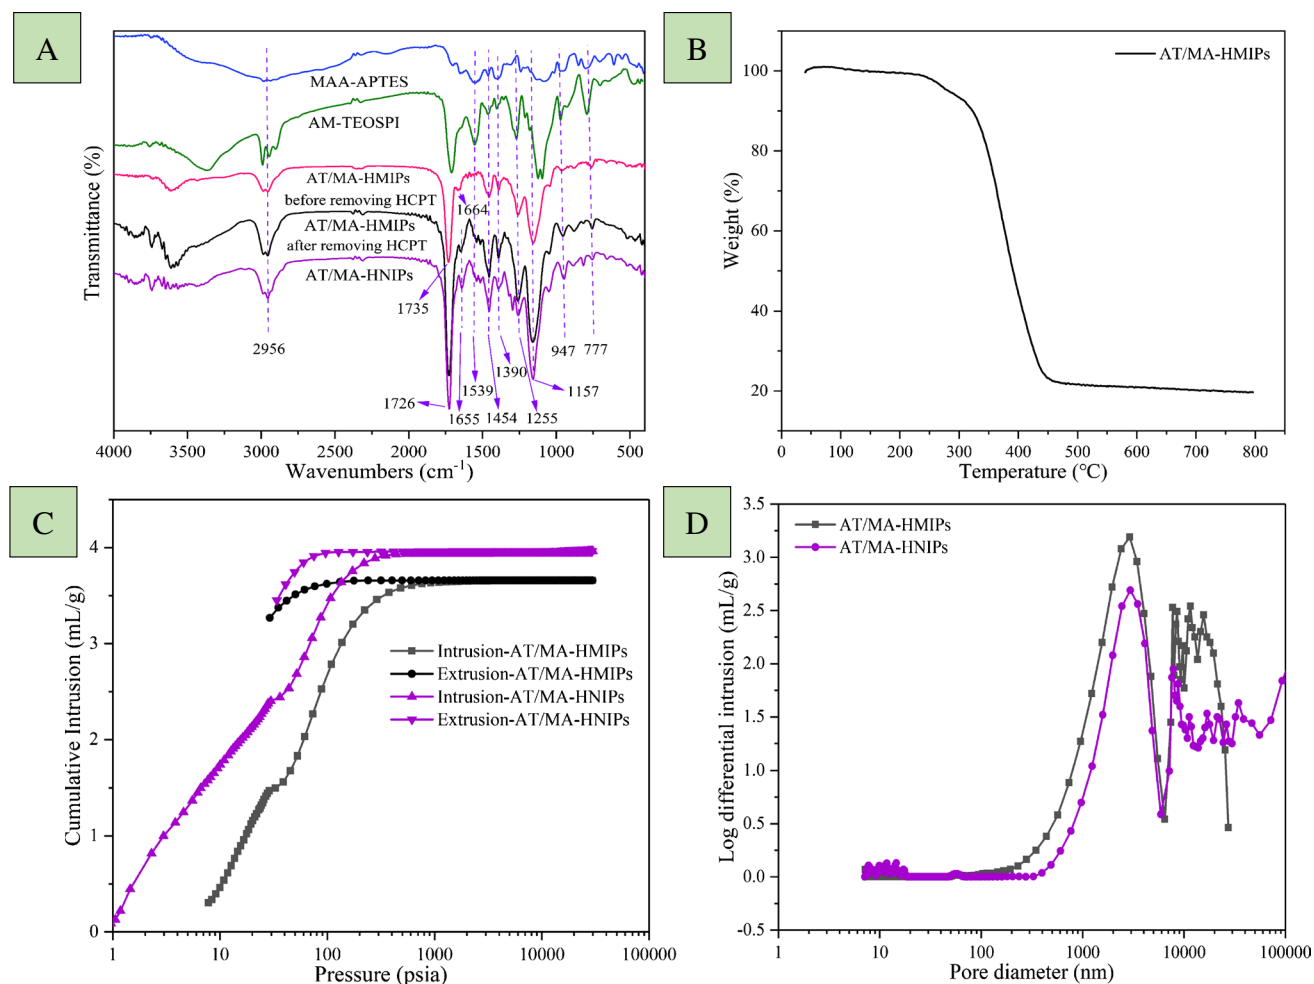 A
MAA-APTES
AM-TEOSPI
AT/MA-HMIPs
before removing HCPT
1664
AT/MA-HMIPs
after removing HCPT
AT/MA-HNIPs
1735
2956
947
777
1390
1539
1157
1726
1655
1454
1255
4000 3500 3000 2500 2000 1500 1000 500
Wavenumbers (cm-1)
Transmittance (%)
B
AT/MA-HMIPs
100
80
60
40
20
0 100 200 300 400 500 600 700 800
Temperature (°C)
Weight (%)
C
4
3
2
1
0
Intrusion-AT/MA-HMIPs
Extrusion-AT/MA-HMIPs
Intrusion-AT/MA-HNIPs
Extrusion-AT/MA-HNIPs
1 10 100 1000 10000 100000
Pressure (psia)
Cumulative Intrusion (mL/g)
D
AT/MA-HMIPs
AT/MA-HNIPs
3.5
3.0
2.5
2.0
1.5
1.0
0.5
0.0
-0.5
1 10 100 1000 10000 100000
Pore diameter (nm)
Log differential intrusion (mL/g)